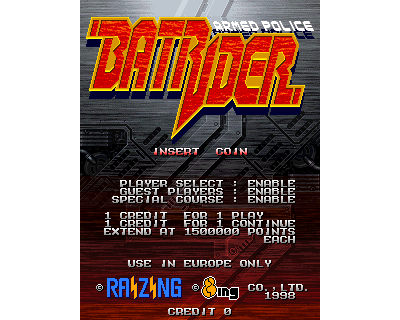 ARMED POLICE
BATRIDER
INSERT COIN
PLAYER SELECT : ENABLE
GUEST PLAYERS : ENABLE
SPECIAL COURSE : ENABLE
1 CREDIT FOR 1 PLAY
1 CREDIT FOR 1 CONTINUE
EXTEND AT 1500000 POINTS
EACH
USE IN EUROPE ONLY
© RAIZING © 8ing CO.,LTD.
1998
CREDIT 0